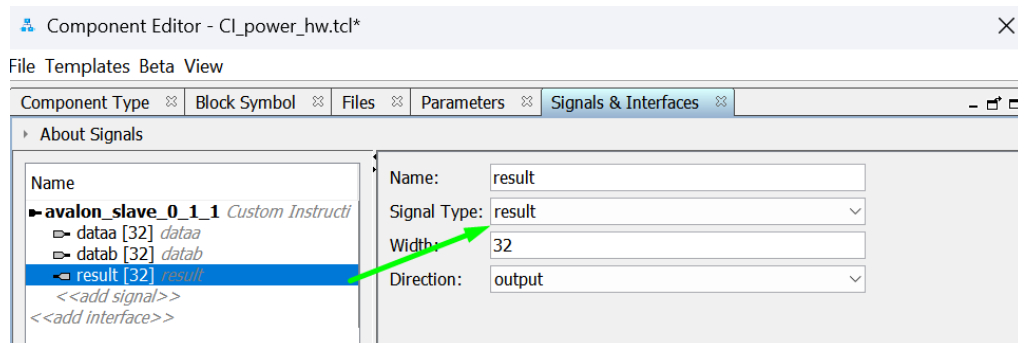 Component Editor - CI_power_hw.tcl*
File Templates Beta View
Component Type Block Symbol Files Parameters Signals & Interfaces
About Signals
Name
avalon_slave_0_1_1 Custom Instructi
dataa [32] dataa
datab [32] datab
result [32] result
<<add signal>>
<<add interface>>
Name: result
Signal Type: result
Width: 32
Direction: output